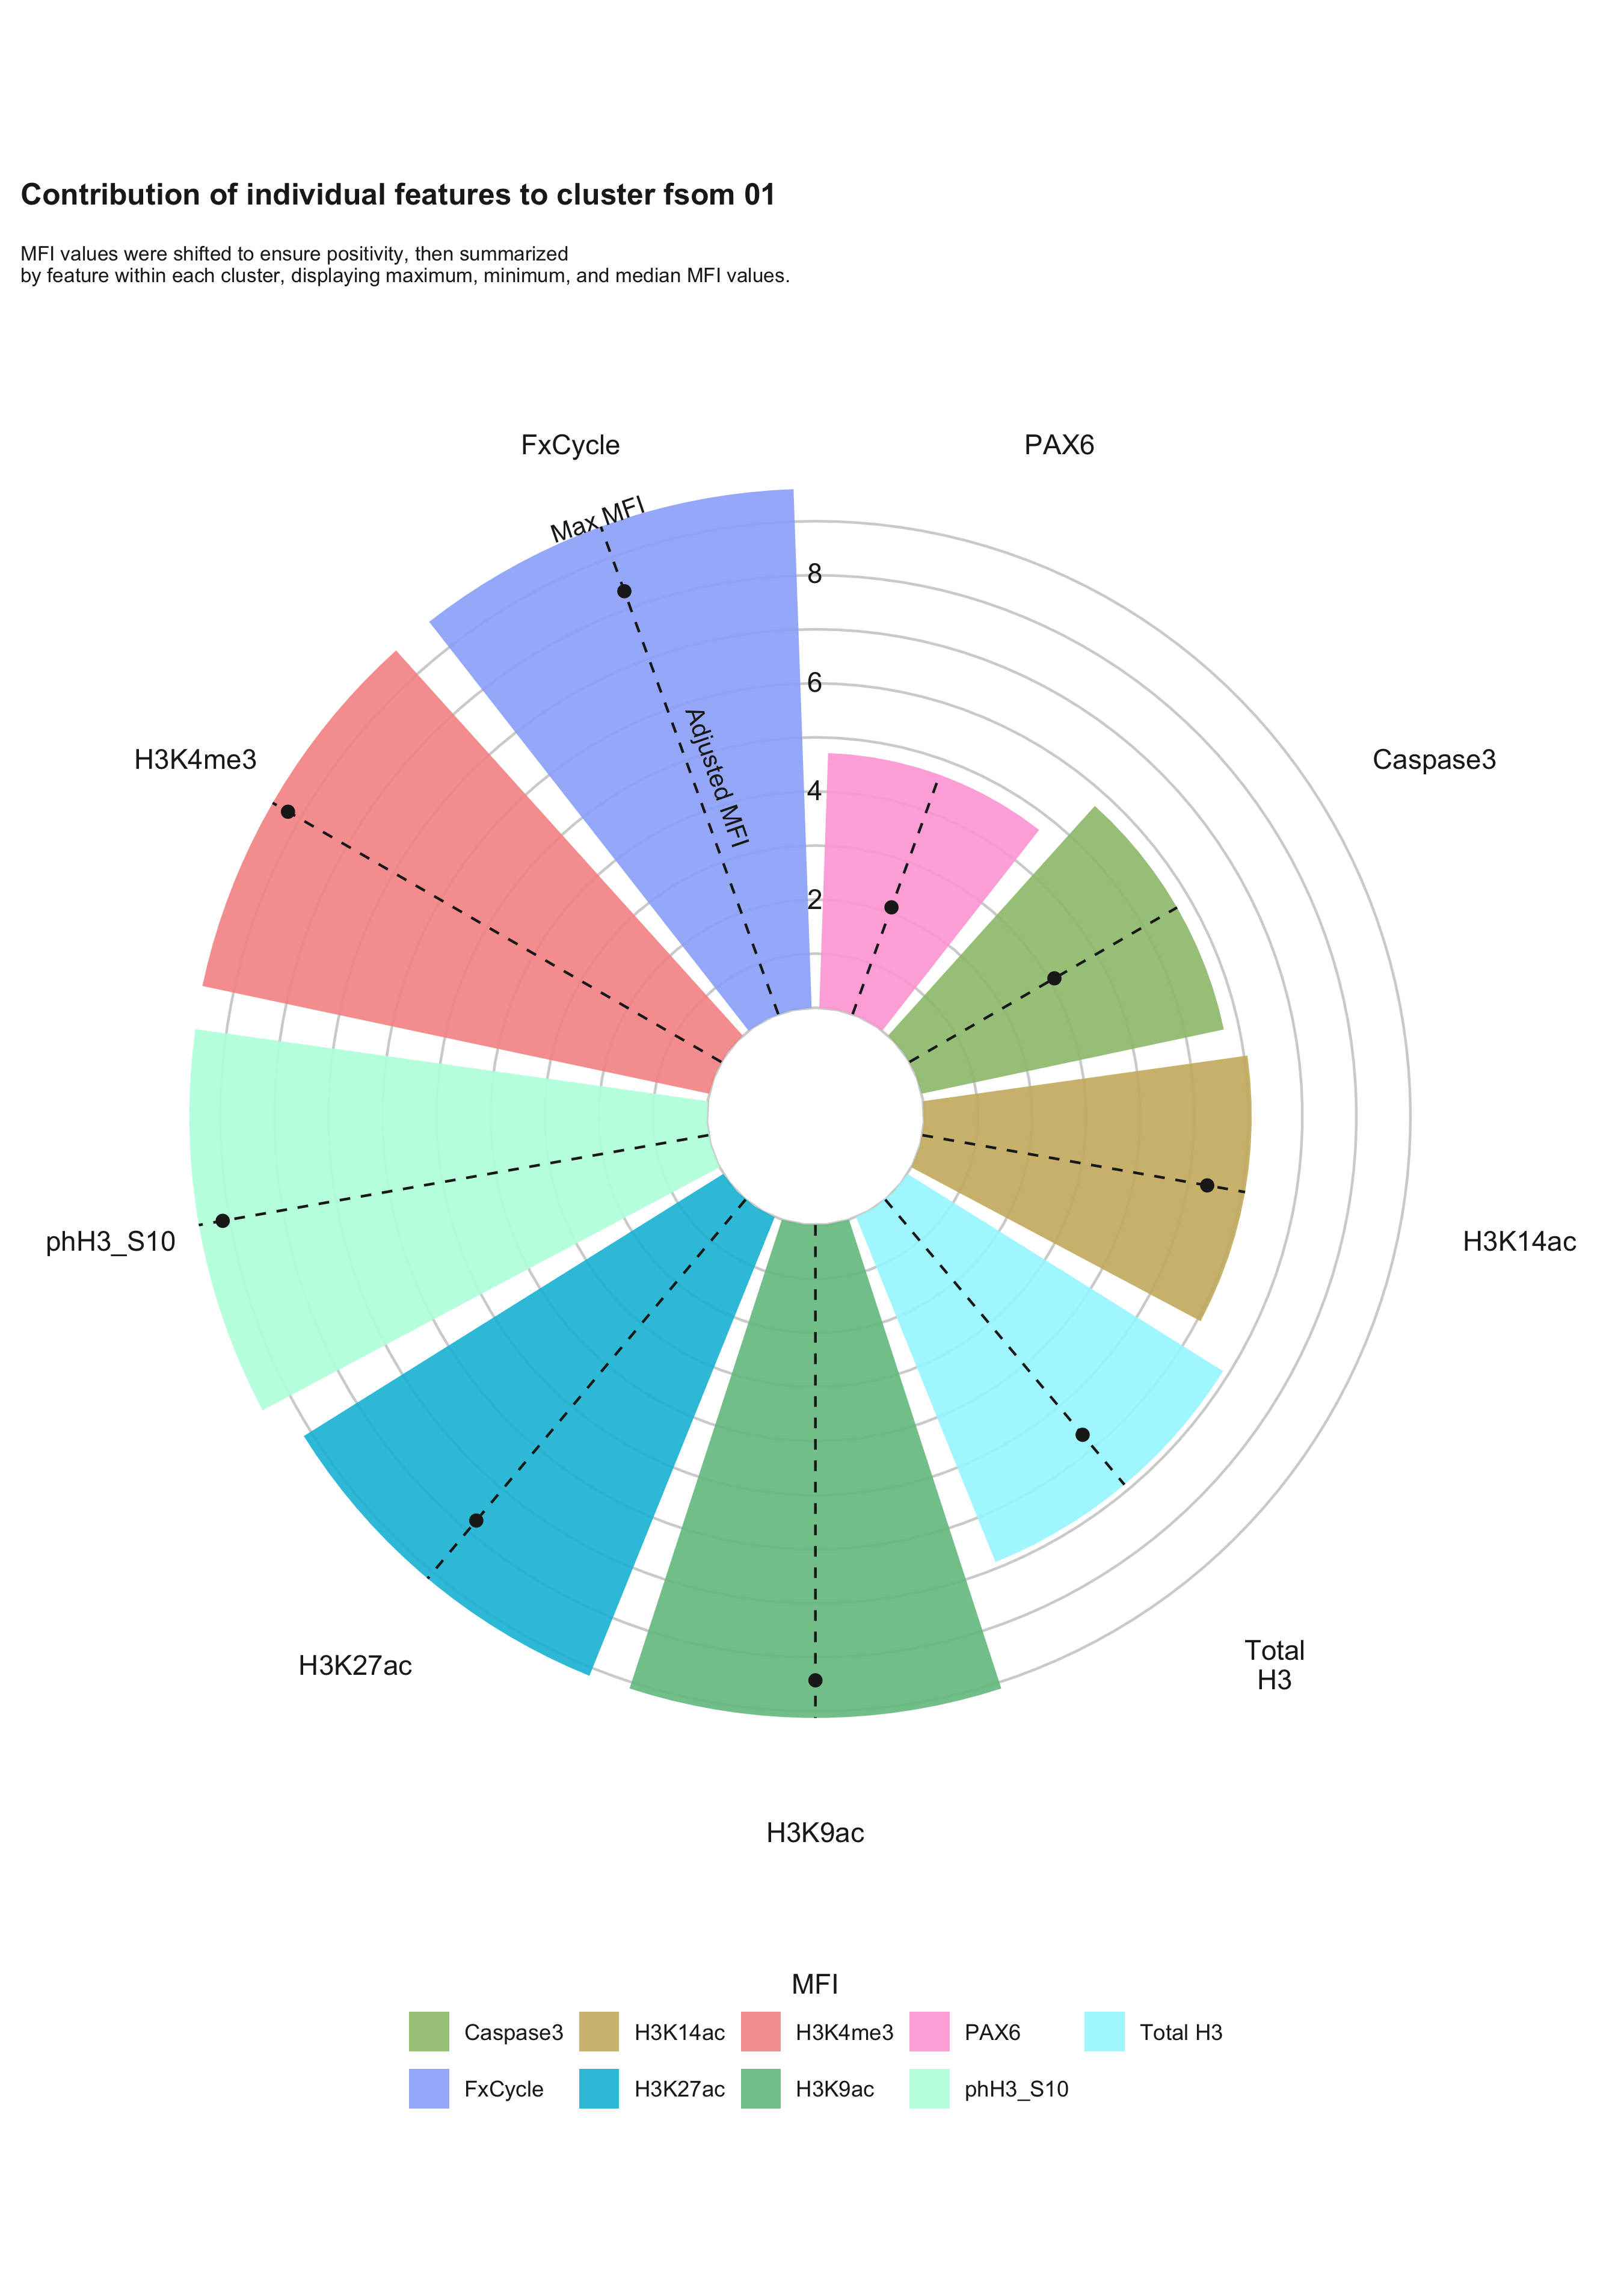 Contribution of individual features to cluster fsom 01
MFI values were shifted to ensure positivity, then summarized
by feature within each cluster, displaying maximum, minimum, and median MFI values.
FxCycle
PAX6
Max MFI
8
6
Adjusted MFI
H3K4me3
Caspase3
4
2
phH3_S10
H3K14ac
H3K27ac
Total
H3
H3K9ac
MFI
Caspase3
H3K14ac
H3K4me3
PAX6
Total H3
FxCycle
H3K27ac
H3K9ac
phH3_S10